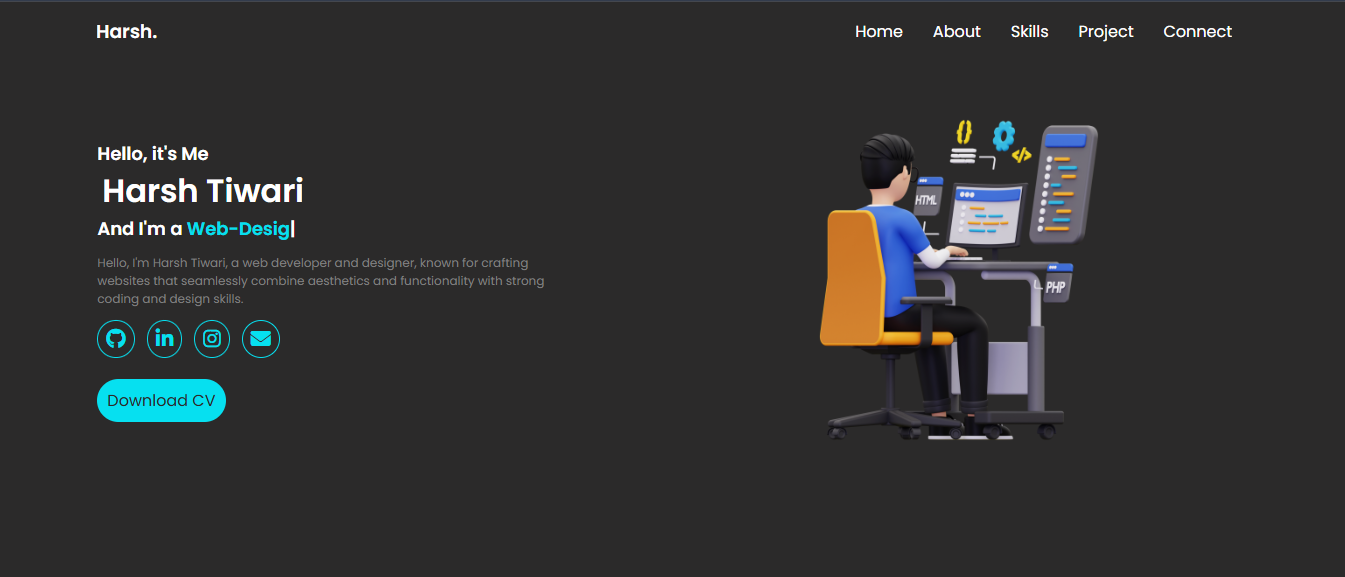 Harsh.
Home About Skills Project Connect
Hello, it's Me
Harsh Tiwari
And I'm a Web-Desig|
Hello, I'm Harsh Tiwari, a web developer and designer, known for crafting
websites that seamlessly combine aesthetics and functionality with strong
coding and design skills.
in
Download CV
{}
</>
HTML
PHP